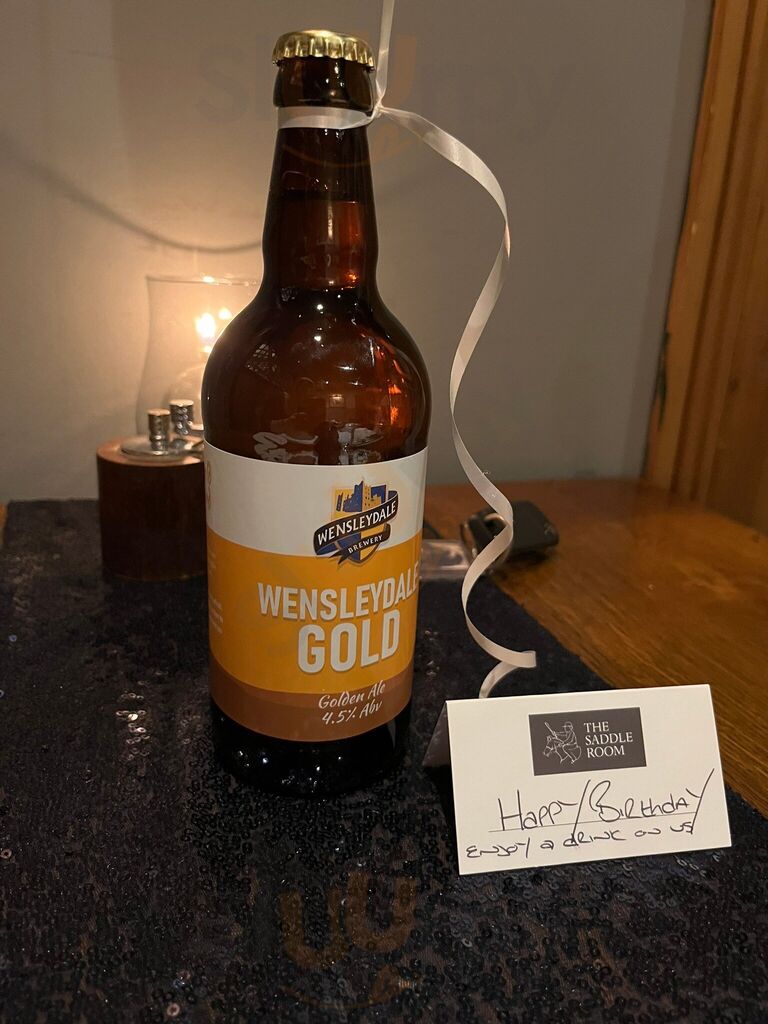 WENSLEYDALE
BREWERY
WENSLEYDALE
GOLD
Golden Ale
4.5% Abv
THE
SADDLE
ROOM
HAPPY BIRTHDAY
ENJOY A DRINK ON US